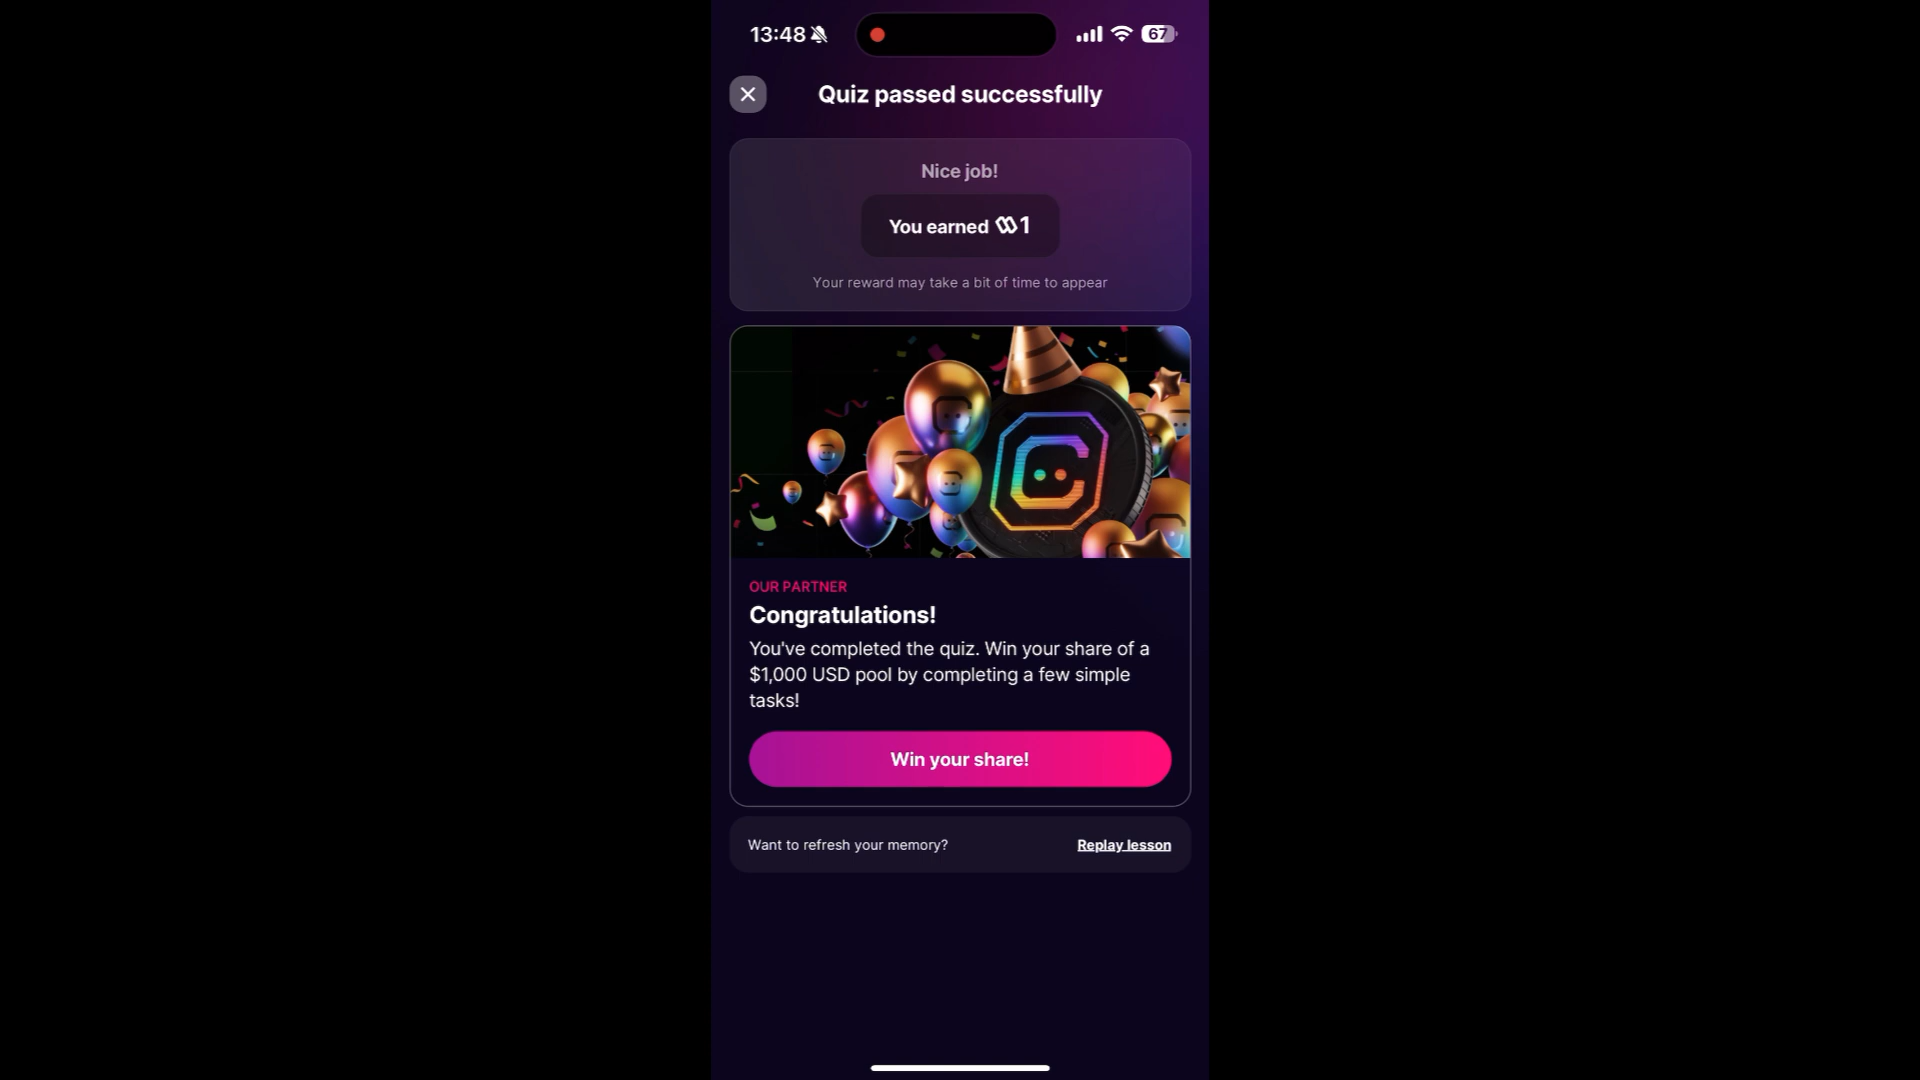 13:48
67
Quiz passed successfully
Nice job!
You earned 1
Your reward may take a bit of time to appear
OUR PARTNER
Congratulations!
You've completed the quiz. Win your share of a
$1,000 USD pool by completing a few simple
tasks!
Win your share!
Want to refresh your memory?
Replay lesson